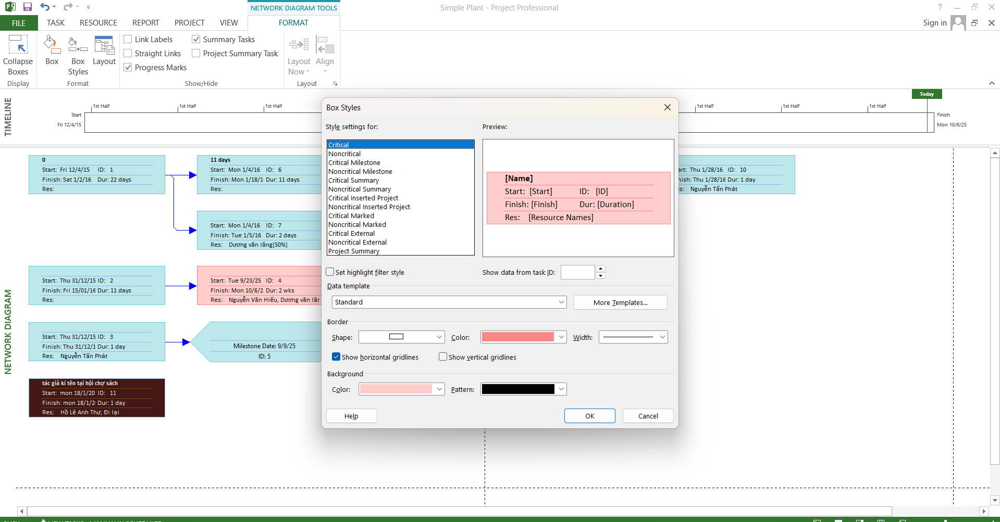 NETWORK DIAGRAM TOOLS
Simple Plant - Project Professional
FILE
TASK
RESOURCE
REPORT
PROJECT
VIEW
FORMAT
Sign in
Collapse Boxes
Box
Box Styles
Layout
Link Labels
Straight Links
Progress Marks
Summary Tasks
Project Summary Task
Layout Now
Align
Display
Format
Show/Hide
Layout
TIMELINE
Today
1st Half
1st Half
1st Half
1st Half
1st Half
1st Half
Start
Fri 12/4/15
Finish
Mon 10/6/25
NETWORK DIAGRAM
0
Start: Fri 12/4/15 ID: 1
Finish: Sat 1/2/16 Dur: 22 days
Res:
11 days
Start: Mon 1/4/16 ID: 6
Finish: Mon 1/18/1 Dur: 11 days
Res:
Start: Mon 1/4/16 ID: 7
Finish: Tue 1/5/16 Dur: 2 days
Res: Dương văn lăng[50%]
Start: Thu 31/12/15 ID: 2
Finish: Fri 15/01/16 Dur: 11 days
Res:
Start: Tue 9/23/25 ID: 4
Finish: Mon 10/6/2 Dur: 2 wks
Res: Nguyễn Văn Hiếu, Dương văn lăr
Start: Thu 31/12/15 ID: 3
Finish: Thu 31/12/1 Dur: 1 day
Res: Nguyễn Tấn Phát
Milestone Date: 9/9/25
ID: 5
tác giả kí tên tại hội chợ sách
Start: mon 18/1/20 ID: 11
Finish: mon 18/1/2 Dur: 1 day
Res: Hồ Lê Anh Thư, Đi lại
art: Thu 1/28/16 ID: 10
nish: Thu 1/28/16 Dur: 1 day
es: Nguyễn Tấn Phát
Box Styles
Style settings for:
Critical
Noncritical
Critical Milestone
Noncritical Milestone
Critical Summary
Noncritical Summary
Critical Inserted Project
Noncritical Inserted Project
Critical Marked
Noncritical Marked
Critical External
Noncritical External
Project Summary
Preview:
[Name]
Start: [Start] ID: [ID]
Finish: [Finish] Dur: [Duration]
Res: [Resource Names]
Set highlight filter style
Show data from task ID:
Data template
Standard
More Templates...
Border
Shape:
Color:
Width:
Show horizontal gridlines
Show vertical gridlines
Background
Color:
Pattern:
Help
OK
Cancel